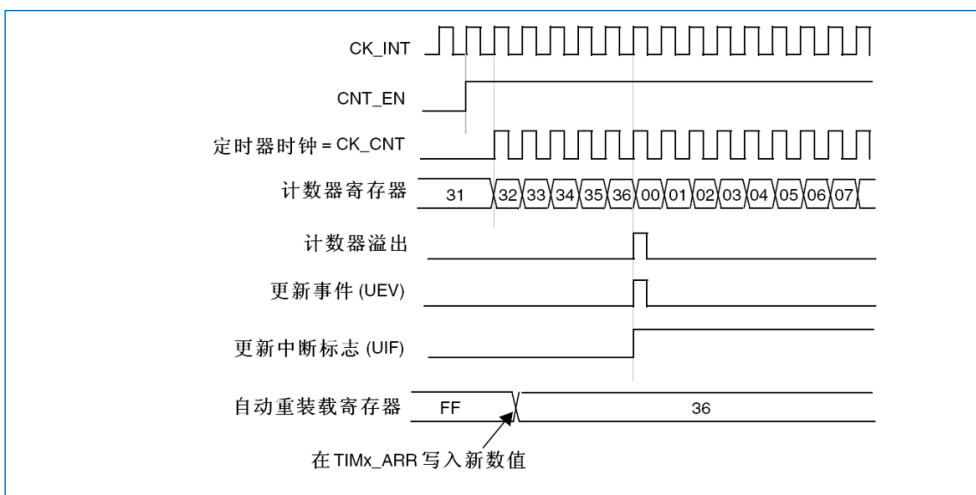 CK_INT
CNT_EN
定时器时钟 = CK_CNT
计数器寄存器 31 32 33 34 35 36 00 01 02 03 04 05 06 07
计数器溢出
更新事件 (UEV)
更新中断标志 (UIF)
自动重装载寄存器 FF 36
在 TIMx_ARR 写入新数值